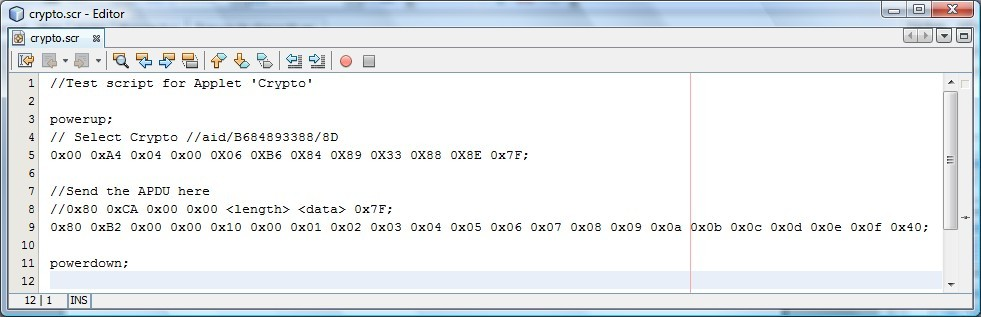 crypto.scr - Editor
crypto.scr
1 //Test script for Applet 'Crypto'
2
3 powerup;
4 // Select Crypto //aid/B684893388/8D
5 0x00 0xA4 0x04 0x00 0X06 0XB6 0X84 0X89 0X33 0X88 0X8E 0x7F;
6
7 //Send the APDU here
8 //0x80 0xCA 0x00 0x00 <length> <data> 0x7F;
9 0x80 0xB2 0x00 0x00 0x10 0x00 0x01 0x02 0x03 0x04 0x05 0x06 0x07 0x08 0x09 0x0a 0x0b 0x0c 0x0d 0x0e 0x0f 0x40;
10
11 powerdown;
12
12 | 1 INS